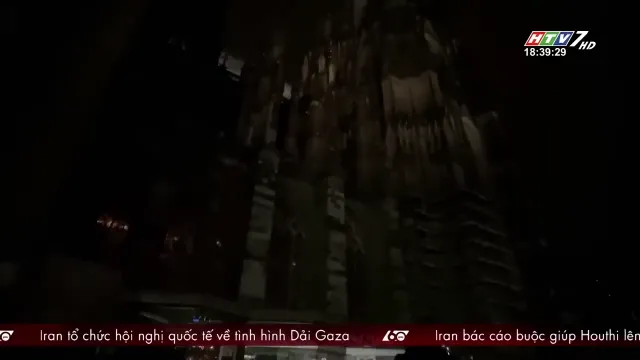 HTV7 HD
18:39:29
Iran tổ chức hội nghị quốc tế về tình hình Dải Gaza 60 Iran bác cáo buộc giúp Houthi lên